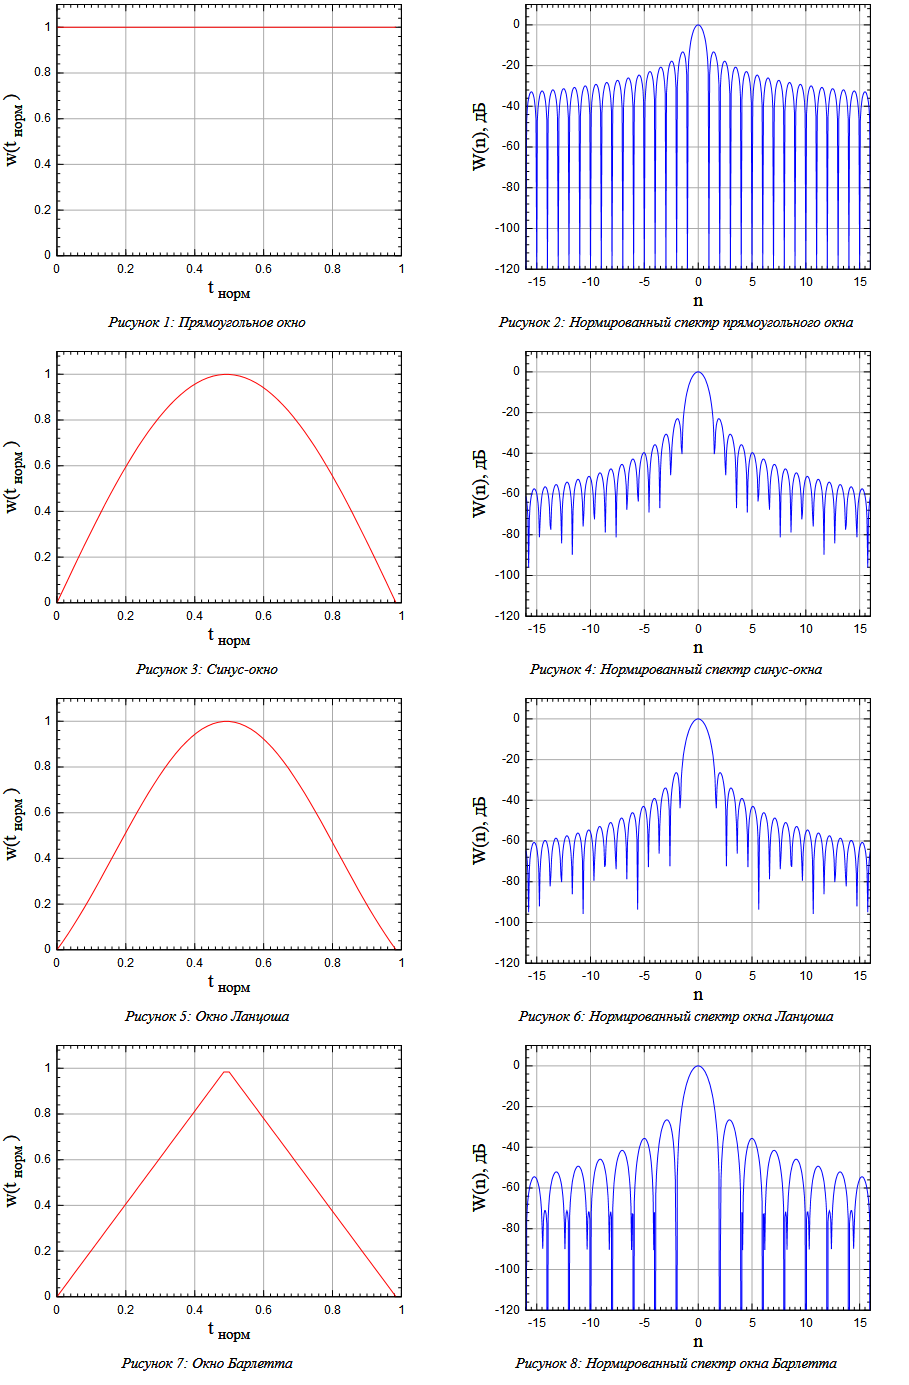 1
0.8
0.6
0.4
0.2
0
w(t норм )
0 0.2 0.4 0.6 0.8 1
t норм
Рисунок 1: Прямоугольное окно
0
-20
-40
-60
-80
-100
-120
W(n), дБ
-15 -10 -5 0 5 10 15
n
Рисунок 2: Нормированный спектр прямоугольного окна
1
0.8
0.6
0.4
0.2
0
w(t норм )
0 0.2 0.4 0.6 0.8 1
t норм
Рисунок 3: Синус-окно
0
-20
-40
-60
-80
-100
-120
W(n), дБ
-15 -10 -5 0 5 10 15
n
Рисунок 4: Нормированный спектр синус-окна
1
0.8
0.6
0.4
0.2
0
w(t норм )
0 0.2 0.4 0.6 0.8 1
t норм
Рисунок 5: Окно Ланцоша
0
-20
-40
-60
-80
-100
-120
W(n), дБ
-15 -10 -5 0 5 10 15
n
Рисунок 6: Нормированный спектр окна Ланцоша
1
0.8
0.6
0.4
0.2
0
w(t норм )
0 0.2 0.4 0.6 0.8 1
t норм
Рисунок 7: Окно Барлетта
0
-20
-40
-60
-80
-100
-120
W(n), дБ
-15 -10 -5 0 5 10 15
n
Рисунок 8: Нормированный спектр окна Барлетта